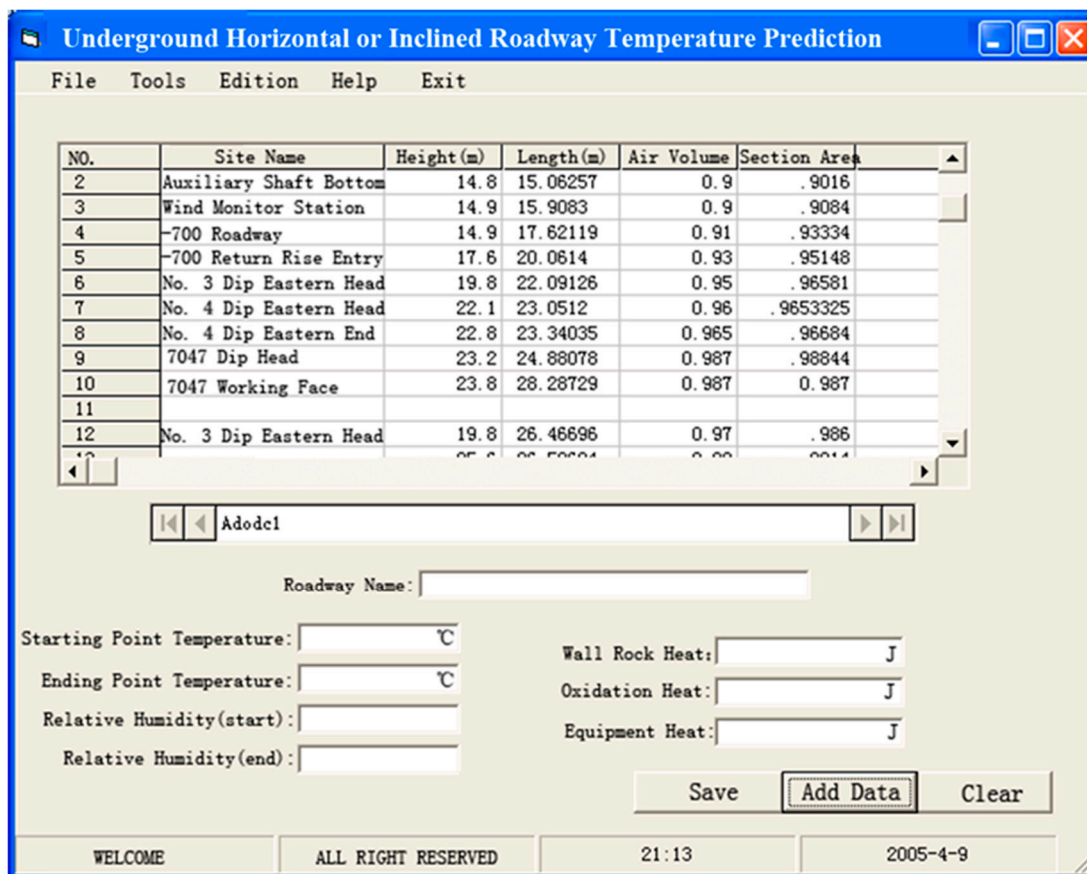 Underground Horizontal or Inclined Roadway Temperature Prediction
File Tools Edition Help Exit
NO. Site Name Height(m) Length(m) Air Volume Section Area
2 Auxiliary Shaft Bottom 14.8 15.06257 0.9 .9016
3 Wind Monitor Station 14.9 15.9083 0.9 .9084
4 -700 Roadway 14.9 17.62119 0.91 .93334
5 -700 Return Rise Entry 17.6 20.0614 0.93 .95148
6 No. 3 Dip Eastern Head 19.8 22.09126 0.95 .96581
7 No. 4 Dip Eastern Head 22.1 23.0512 0.96 .9653325
8 No. 4 Dip Eastern End 22.8 23.34035 0.965 .96684
9 7047 Dip Head 23.2 24.88078 0.987 .98844
10 7047 Working Face 23.8 28.28729 0.987 0.987
11
12 No. 3 Dip Eastern Head 19.8 26.46696 0.97 .986
Adodc1
Roadway Name:
Starting Point Temperature: ℃
Ending Point Temperature: ℃
Relative Humidity(start):
Relative Humidity(end):
Wall Rock Heat: J
Oxidation Heat: J
Equipment Heat: J
Save Add Data Clear
WELCOME ALL RIGHT RESERVED 21:13 2005-4-9